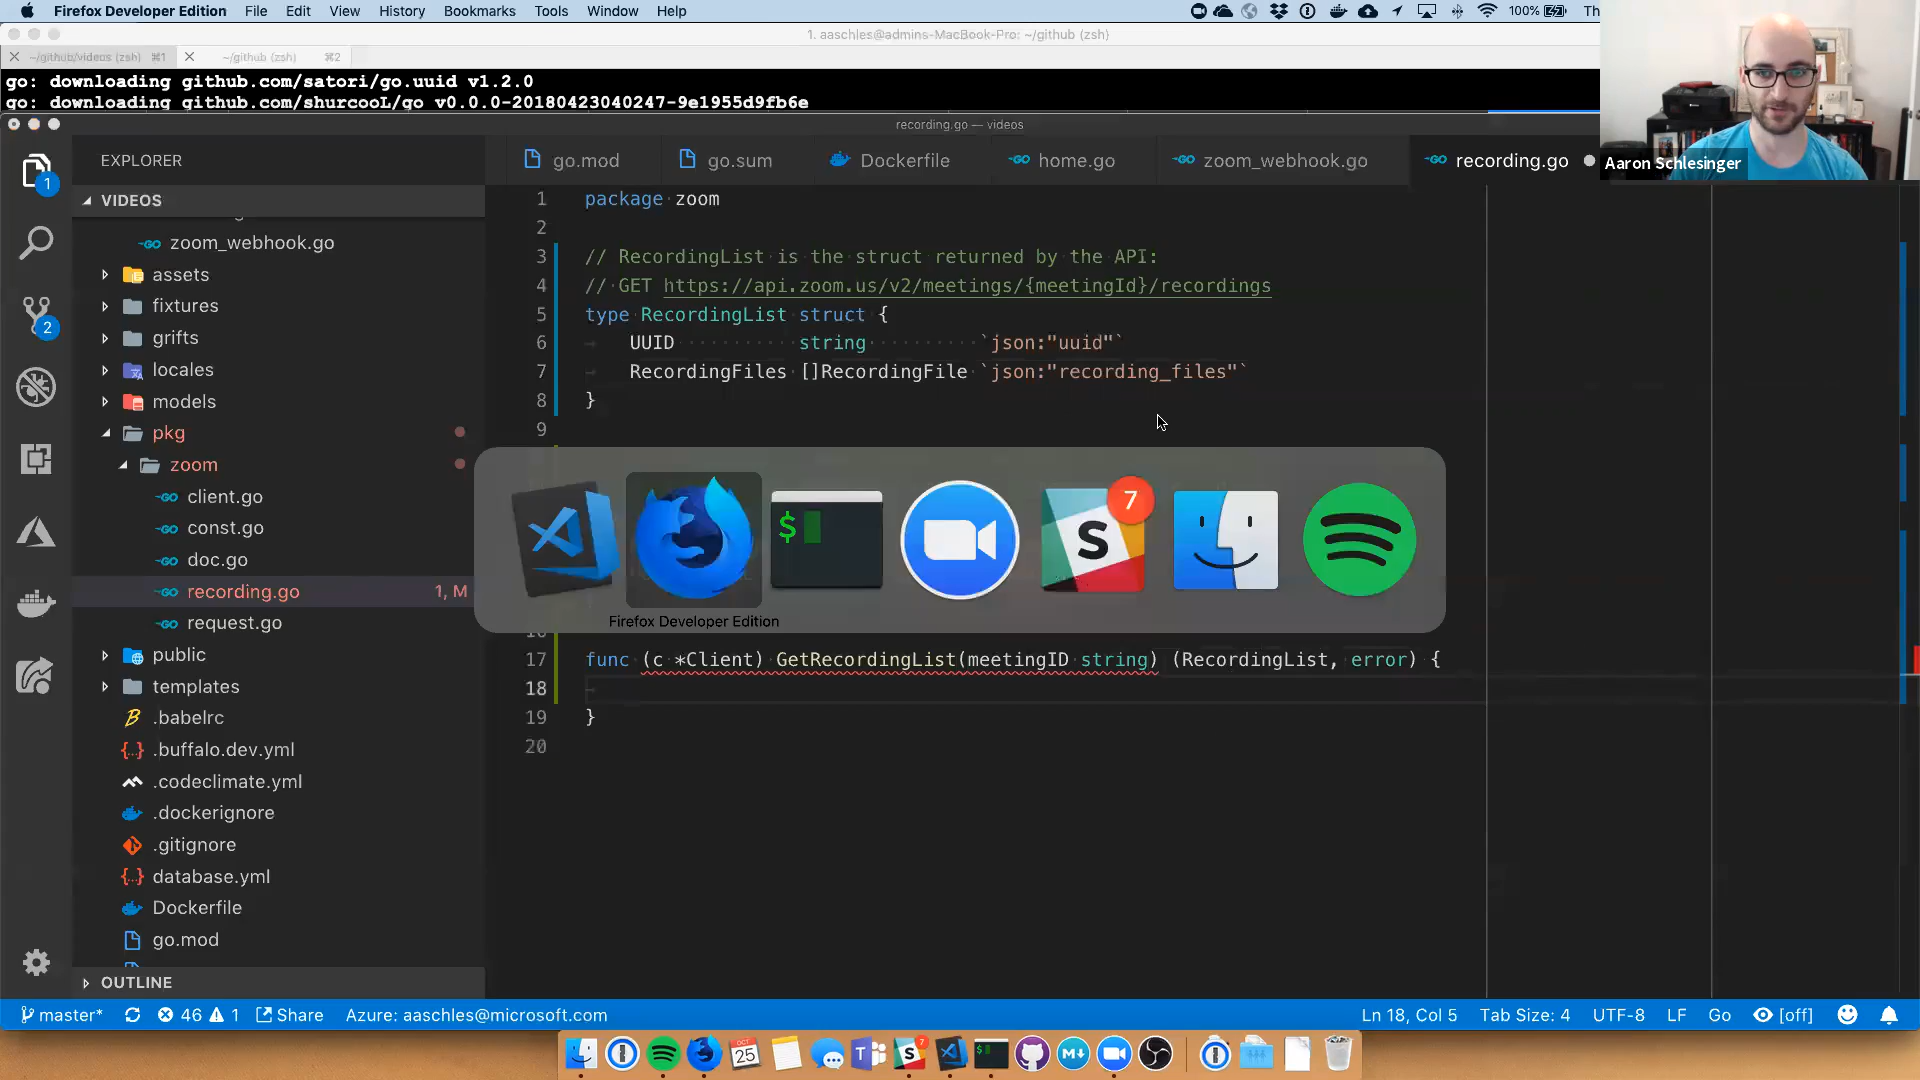 Firefox Developer Edition File Edit View History Bookmarks Tools Window Help 100% Th
1. aaschles@admins-MacBook-Pro: ~/github (zsh)
~/github/videos (zsh) ⌘1 ~/github (zsh) ⌘2
go: downloading github.com/satori/go.uuid v1.2.0
go: downloading github.com/shurcooL/go v0.0.0-20180423040247-9e1955d9fb6e
recording.go — videos
EXPLORER
go.mod go.sum Dockerfile home.go zoom_webhook.go recording.go
Aaron Schlesinger
1
VIDEOS
zoom_webhook.go
assets
fixtures
grifts
2
locales
models
pkg
zoom
client.go
const.go
doc.go
recording.go 1, M
request.go
public
templates
.babelrc
.buffalo.dev.yml
.codeclimate.yml
.dockerignore
.gitignore
database.yml
Dockerfile
go.mod
OUTLINE
1 package zoom
2
3 // RecordingList is the struct returned by the API:
4 // GET https://api.zoom.us/v2/meetings/{meetingId}/recordings
5 type RecordingList struct {
6 UUID string `json:"uuid"`
7 RecordingFiles []RecordingFile `json:"recording_files"`
8 }
9
$ S 7
Firefox Developer Edition
17 func (c *Client) GetRecordingList(meetingID string) (RecordingList, error) {
18
19 }
20
master* 46 1 Share Azure: aaschles@microsoft.com Ln 18, Col 5 Tab Size: 4 UTF-8 LF Go [off]
OCT 25
7